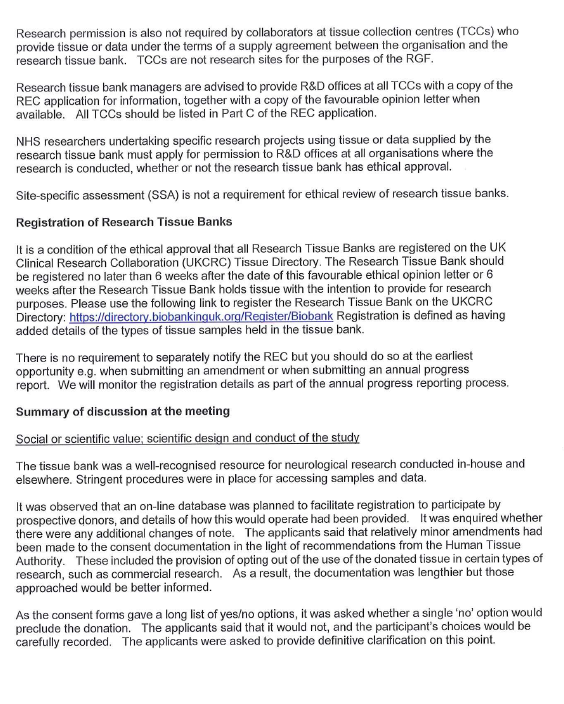 Research permission is also not required by collaborators at tissue collection centres (TCCs) who
provide tissue or data under the terms of a supply agreement between the organisation and the
research tissue bank.   TCCs are not research sites for the purposes of the RGF.
Research tissue bank managers are advised to provide R&D offices at all TCCs with a copy of the
REC application for information, together with a copy of the favourable opinion letter when
available.   All TCCs should be listed in Part C of the REC application.
NHS researchers undertaking specific research projects using tissue or data supplied by the
research tissue bank must apply for permission to R&D offices at all organisations where the
research is conducted, whether or not the research tissue bank has ethical approval.
Site-specific assessment (SSA) is not a requirement for ethical review of research tissue banks.
Registration of Research Tissue Banks
It is a condition of the ethical approval that all Research Tissue Banks are registered on the UK
Clinical Research Collaboration (UKCRC) Tissue Directory. The Research Tissue Bank should
be registered no later than 6 weeks after the date of this favourable ethical opinion letter or 6
weeks after the Research Tissue Bank holds tissue with the intention to provide for research
purposes. Please use the following link to register the Research Tissue Bank on the UKCRC
Directory: https://directory.biobankinguk.org/Register/Biobank Registration is defined as having
added details of the types of tissue samples held in the tissue bank.
There is no requirement to separately notify the REC but you should do so at the earliest
opportunity e.g. when submitting an amendment or when submitting an annual progress
report.   We will monitor the registration details as part of the annual progress reporting process.
Summary of discussion at the meeting
Social or scientific value; scientific design and conduct of the study
The tissue bank was a well-recognised resource for neurological research conducted in-house and
elsewhere. Stringent procedures were in place for accessing samples and data.
It was observed that an on-line database was planned to facilitate registration to participate by
prospective donors, and details of how this would operate had been provided.   It was enquired whether
there were any additional changes of note.   The applicants said that relatively minor amendments had
been made to the consent documentation in the light of recommendations from the Human Tissue
Authority.   These included the provision of opting out of the use of the donated tissue in certain types of
research, such as commercial research.   As a result, the documentation was lengthier but those
approached would be better informed.
As the consent forms gave a long list of yes/no options, it was asked whether a single 'no' option would
preclude the donation.   The applicants said that it would not, and the participant's choices would be
carefully recorded.   The applicants were asked to provide definitive clarification on this point.